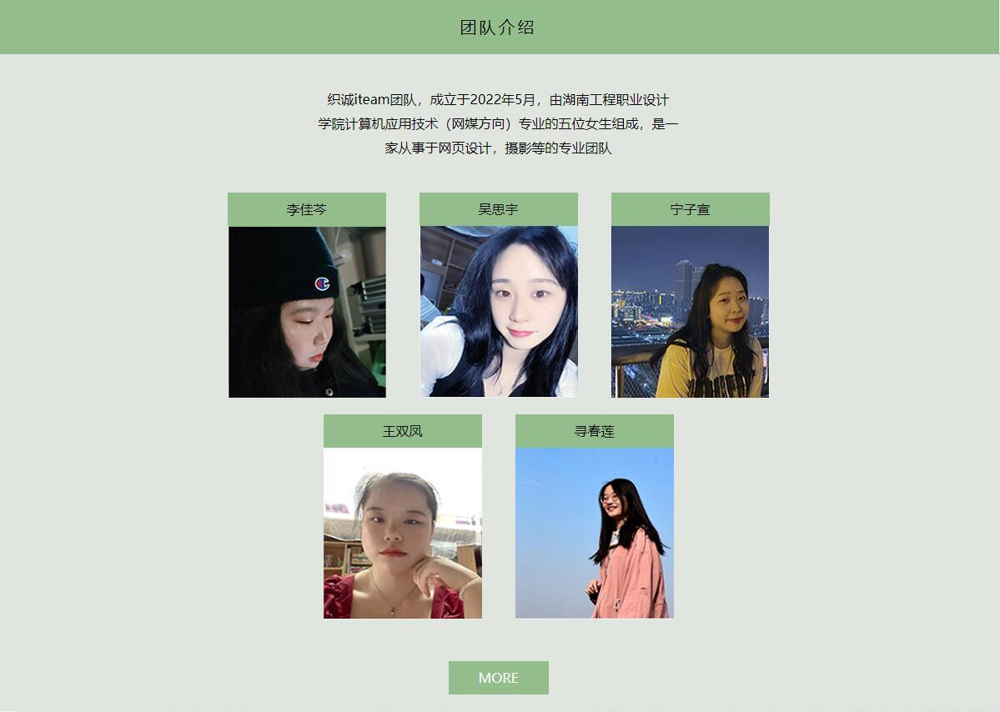 团队介绍
织诚iteam团队，成立于2022年5月，由湖南工程职业设计
学院计算机应用技术（网媒方向）专业的五位女生组成，是一
家从事于网页设计，摄影等的专业团队
李佳芩
吴思宇
宁子宣
王双凤
寻春莲
MORE